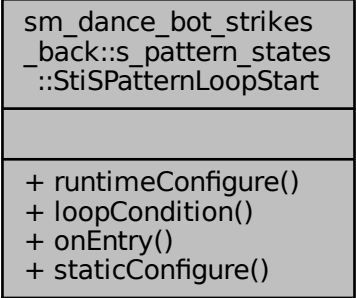 sm_dance_bot_strikes
_back::s_pattern_states
::StiSPatternLoopStart
+ runtimeConfigure()
+ loopCondition()
+ onEntry()
+ staticConfigure()